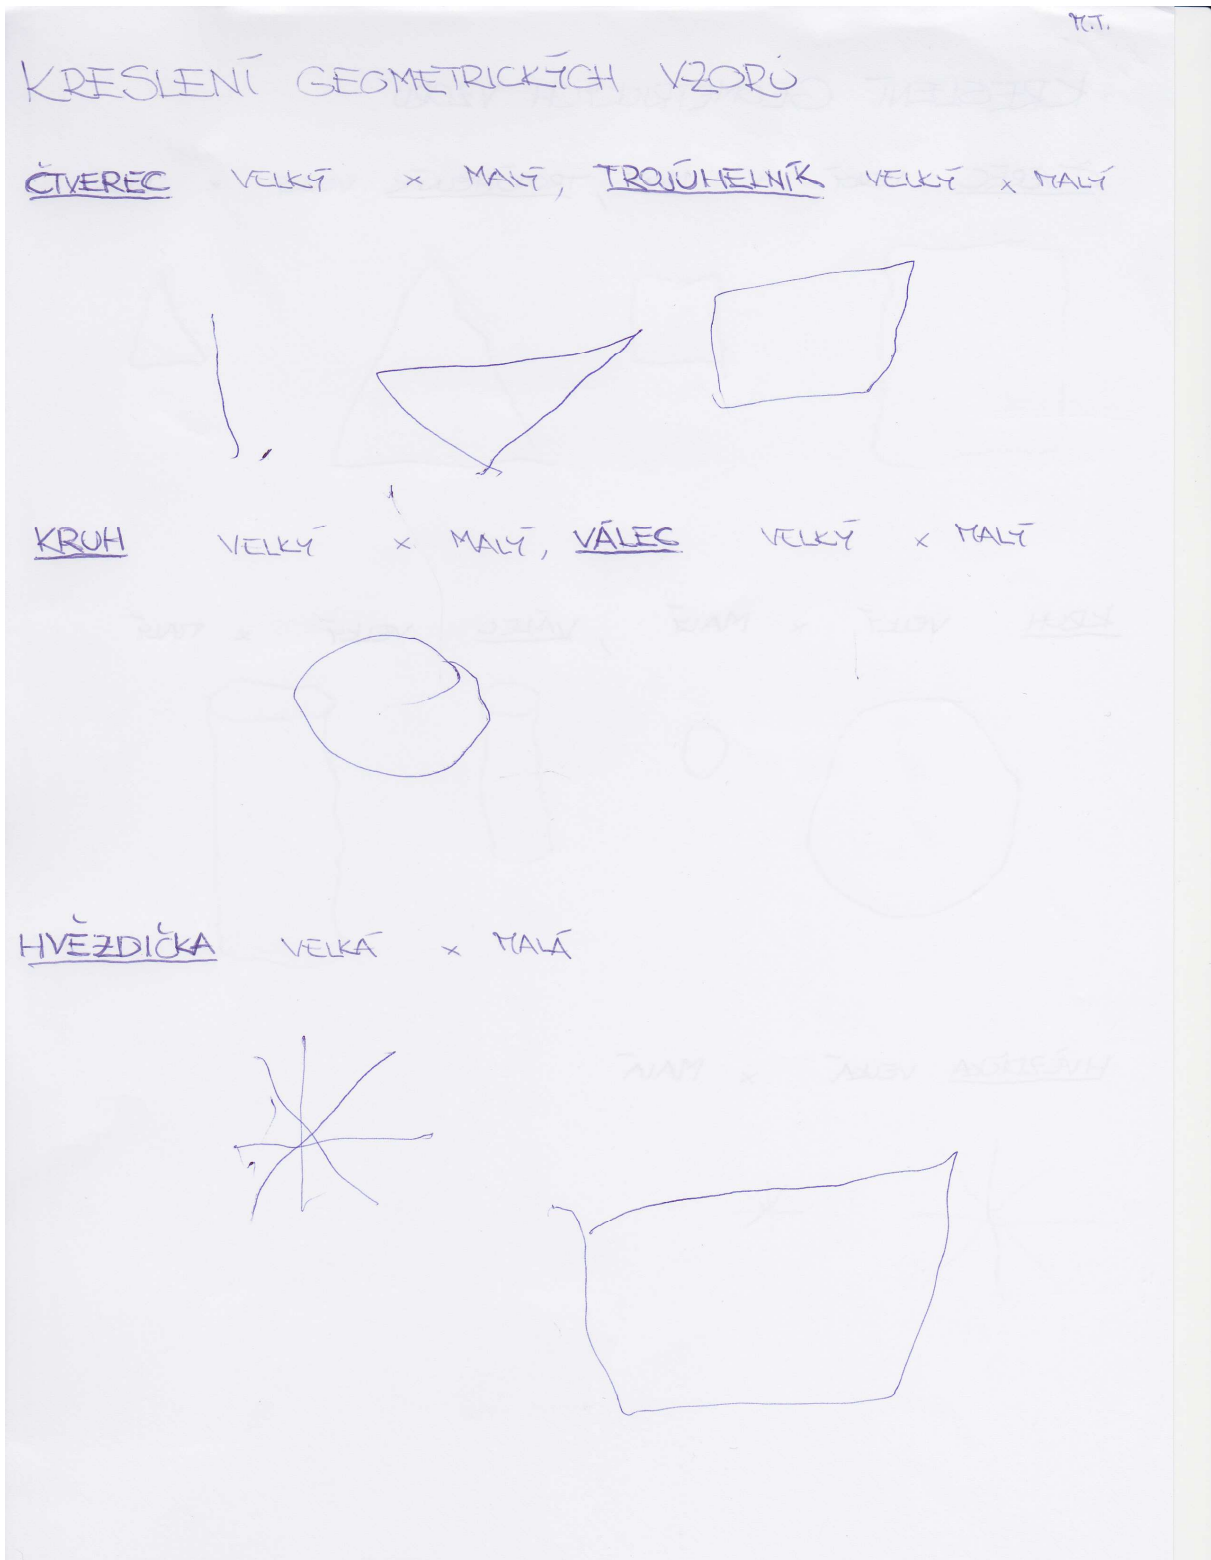 M.T.
KRESLENÍ GEOMETRICKÝCH VZORŮ
ČTVEREC VELKÝ × MALÝ, TROJÚHELNÍK VELKÝ × MALÝ
KRUH VELKÝ × MALÝ, VÁLEC VELKÝ × MALÝ
HVĚZDIČKA VELKÁ × MALÁ